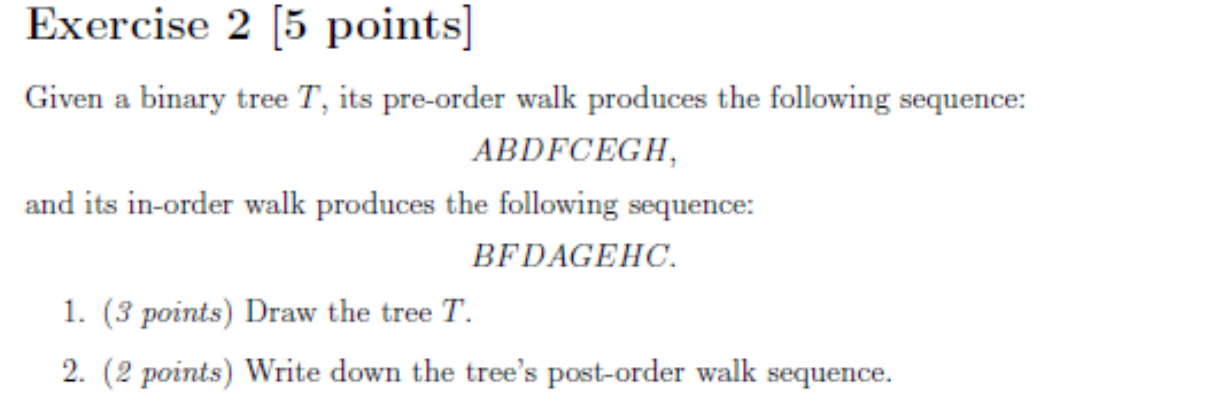 Exercise 2 [5 points]
Given a binary tree T, its pre-order walk produces the following sequence:
ABDFCEGH,
and its in-order walk produces the following sequence:
BFDAGEHC.
1. (3 points) Draw the tree T.
2. (2 points) Write down the tree's post-order walk sequence.